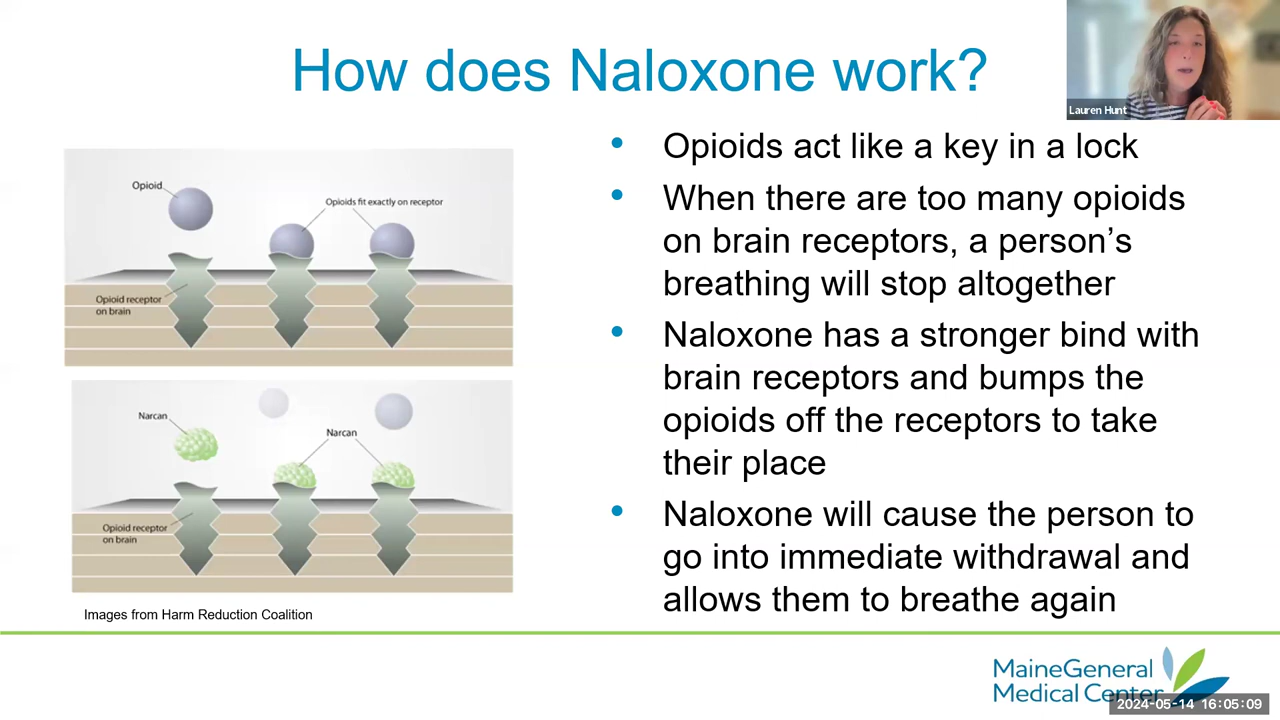 How does Naloxone work?
Lauren Hunt
Opioid
Opioids fit exactly on receptor
Opioid receptor
on brain
Narcan
Narcan
Opioid receptor
on brain
Images from Harm Reduction Coalition
• Opioids act like a key in a lock
• When there are too many opioids
on brain receptors, a person’s
breathing will stop altogether
• Naloxone has a stronger bind with
brain receptors and bumps the
opioids off the receptors to take
their place
• Naloxone will cause the person to
go into immediate withdrawal and
allows them to breathe again
MaineGeneral
Medical Center
2024-05-14 16:05:09